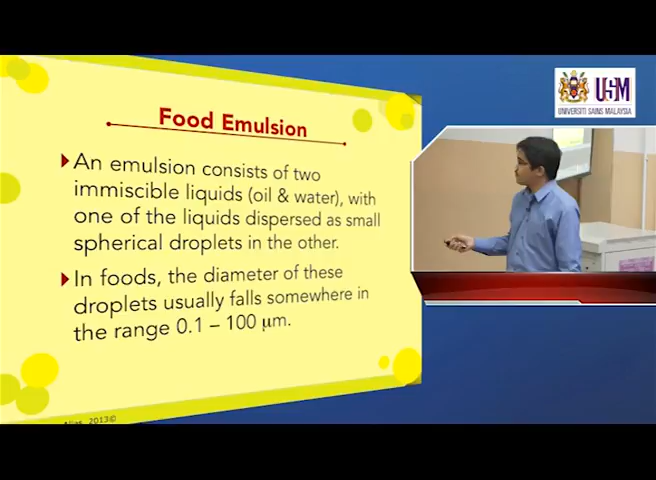 Food Emulsion
An emulsion consists of two
immiscible liquids (oil & water), with
one of the liquids dispersed as small
spherical droplets in the other.
In foods, the diameter of these
droplets usually falls somewhere in
the range 0.1 – 100 μm.
2013©
USM
UNIVERSITI SAINS MALAYSIA